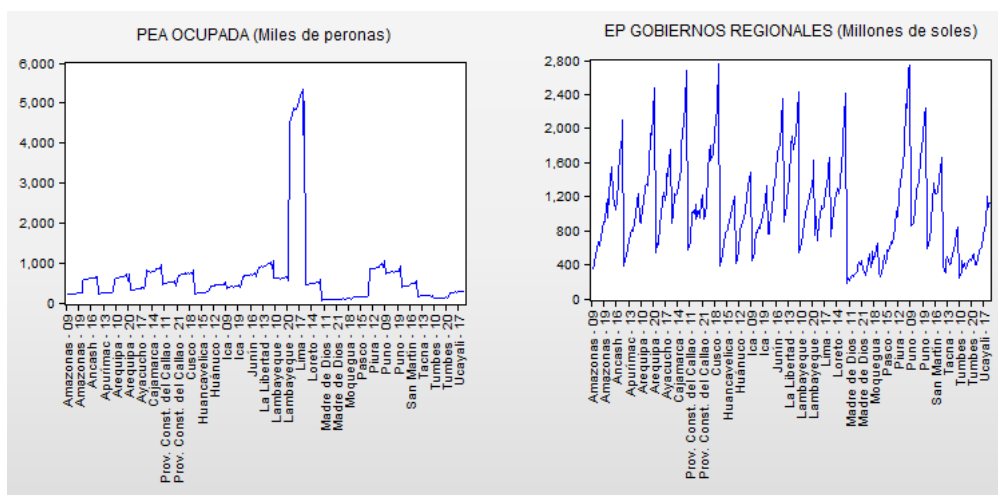 PEA OCUPADA (Miles de peronas)
6,000
5,000
4,000
3,000
2,000
1,000
0
Amazonas - 09
Amazonas - 19
Ancash - 16
Apurímac - 13
Arequipa - 10
Arequipa - 20
Ayacucho - 17
Cajamarca - 14
Prov. Const. del Callao - 11
Prov. Const. del Callao - 21
Cusco - 18
Huancavelica - 15
Huanuco - 12
Ica - 09
Ica - 19
Junín - 16
La Libertad - 13
Lambayeque - 10
Lambayeque - 20
Lima - 17
Loreto - 14
Madre de Dios - 11
Madre de Dios - 21
Moquegua - 18
Pasco - 15
Piura - 12
Puno - 09
Puno - 19
San Martín - 16
Tacna - 13
Tumbes - 10
Tumbes - 20
Ucayali - 17
EP GOBIERNOS REGIONALES (Millones de soles)
2,800
2,400
2,000
1,600
1,200
800
400
0
Amazonas - 09
Amazonas - 19
Ancash - 16
Apurímac - 13
Arequipa - 10
Arequipa - 20
Ayacucho - 17
Cajamarca - 14
Prov. Const. del Callao - 11
Prov. Const. del Callao - 21
Cusco - 18
Huancavelica - 15
Huanuco - 12
Ica - 09
Ica - 19
Junín - 16
La Libertad - 13
Lambayeque - 10
Lambayeque - 20
Lima - 17
Loreto - 14
Madre de Dios - 11
Madre de Dios - 21
Moquegua - 18
Pasco - 15
Piura - 12
Puno - 09
Puno - 19
San Martín - 16
Tacna - 13
Tumbes - 10
Tumbes - 20
Ucayali - 17